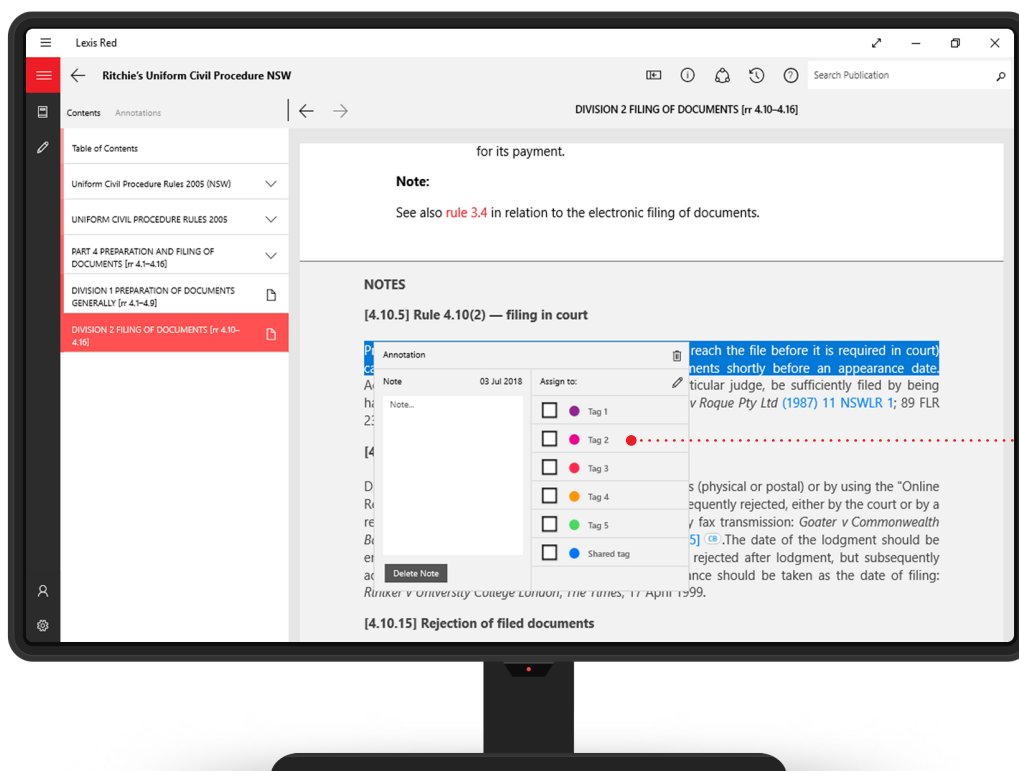 Lexis Red
Ritchie's Uniform Civil Procedure NSW
Search Publication
Contents Annotations
DIVISION 2 FILING OF DOCUMENTS [rr 4.10–4.16]
Table of Contents
Uniform Civil Procedure Rules 2005 (NSW)
UNIFORM CIVIL PROCEDURE RULES 2005
PART 4 PREPARATION AND FILING OF
DOCUMENTS [rr 4.1–4.16]
DIVISION 1 PREPARATION OF DOCUMENTS
GENERALLY [rr 4.1–4.9]
DIVISION 2 FILING OF DOCUMENTS [rr 4.10–
4.16]
for its payment.
Note:
See also rule 3.4 in relation to the electronic filing of documents.
NOTES
[4.10.5] Rule 4.10(2) — filing in court
reach the file before it is required in court)
shortly before an appearance date.
judge, be sufficiently filed by being
v Roque Pty Ltd (1987) 11 NSWLR 1; 89 FLR
Annotation
Note 03 Jul 2018
Note...
Delete Note
Assign to:
Tag 1
Tag 2
Tag 3
Tag 4
Tag 5
Shared tag
(physical or postal) or by using the "Online
rejected, either by the court or by a
fax transmission: Goater v Commonwealth
5] CB .The date of the lodgment should be
rejected after lodgment, but subsequently
should be taken as the date of filing:
Riniker v University College London, The Times, 17 April 1999.
[4.10.15] Rejection of filed documents